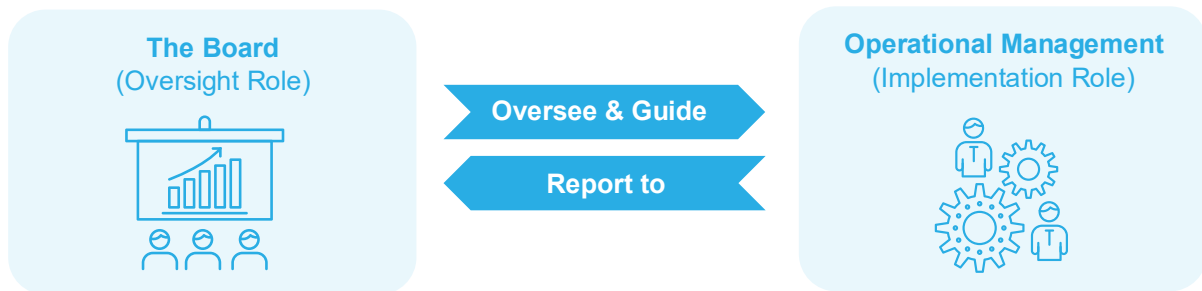 The Board
(Oversight Role)
Oversee & Guide
Report to
Operational Management
(Implementation Role)